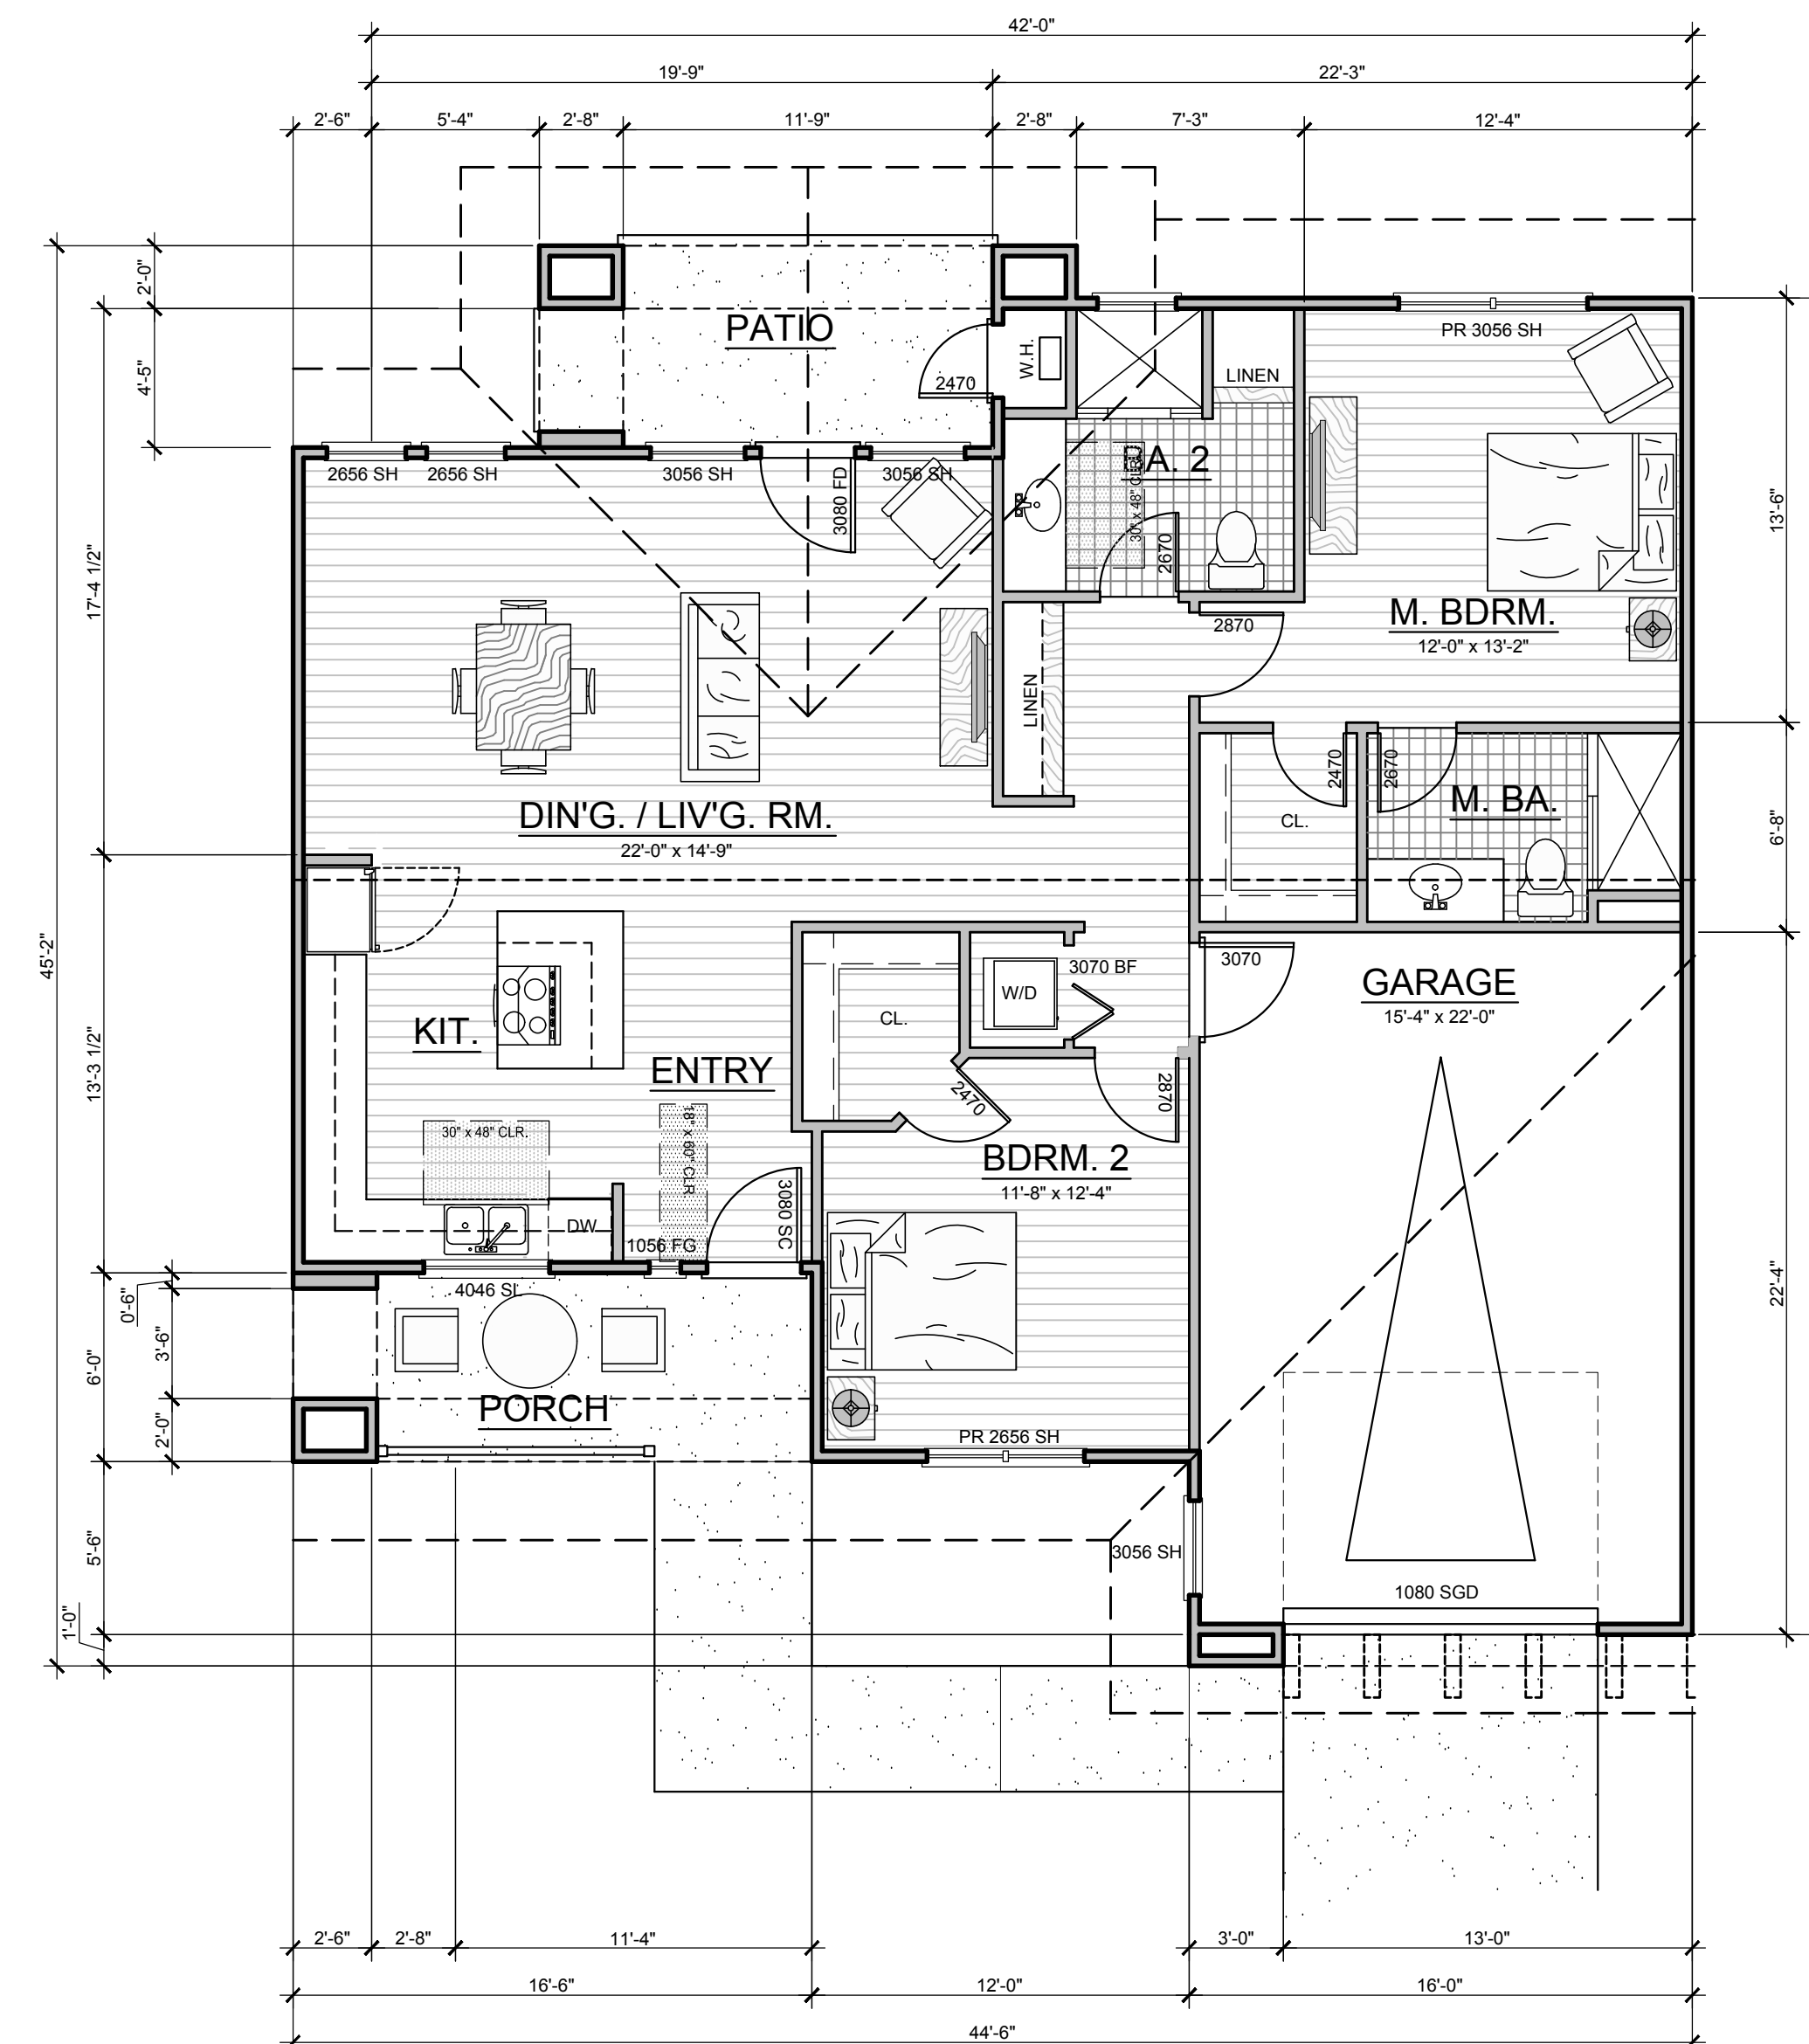 42'-0"
19'-9"
22'-3"
2'-6"
5'-4"
2'-8"
11'-9"
2'-8"
7'-3"
12'-4"
2'-0"
4'-5"
17'-4 1/2"
45'-2"
13'-3 1/2"
0'-6"
3'-6"
6'-0"
2'-0"
5'-6"
1'-0"
PATIO
2470
W.H.
LINEN
PR 3056 SH
2656 SH
2656 SH
3056 SH
3080 FD
3056 SH
A. 2
30" x 48" CLR.
2670
2870
M. BDRM.
12'-0" x 13'-2"
13'-6"
LINEN
DIN'G. / LIV'G. RM.
22'-0" x 14'-9"
2470
2670
M. BA.
CL.
6'-8"
KIT.
ENTRY
CL.
W/D
3070 BF
3070
GARAGE
15'-4" x 22'-0"
2470
2870
30" x 48" CLR.
18" x 60" CLR
BDRM. 2
11'-8" x 12'-4"
DW
1056 FG
3080 SC
4046 SL
PORCH
PR 2656 SH
22'-4"
3056 SH
1080 SGD
2'-6"
2'-8"
11'-4"
3'-0"
13'-0"
16'-6"
12'-0"
16'-0"
44'-6"